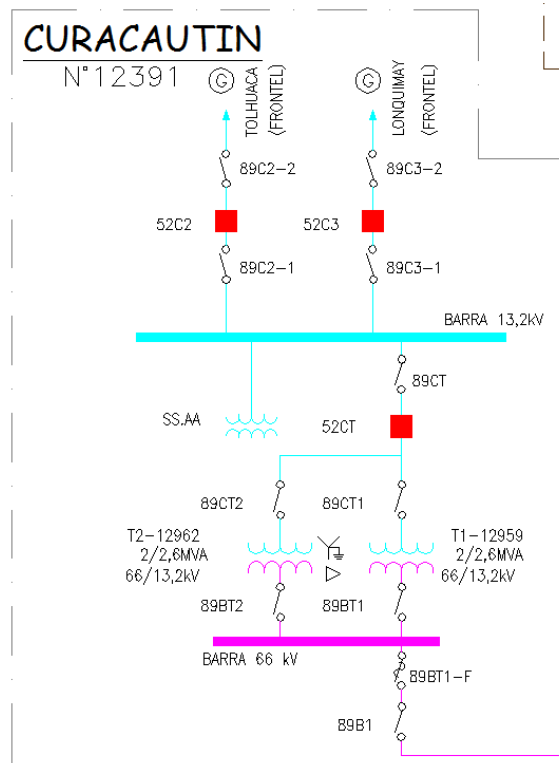 CURACAUTIN
N°12391
G
TOLHUACA
(FRONTEL)
G
LONQUIMAY
(FRONTEL)
89C2-2
89C3-2
52C2
52C3
89C2-1
89C3-1
BARRA 13,2kV
89CT
SS.AA
52CT
89CT2
89CT1
T2-12962
2/2,6MVA
66/13,2kV
T1-12959
2/2,6MVA
66/13,2kV
89BT2
89BT1
BARRA 66 kV
89BT1-F
89B1